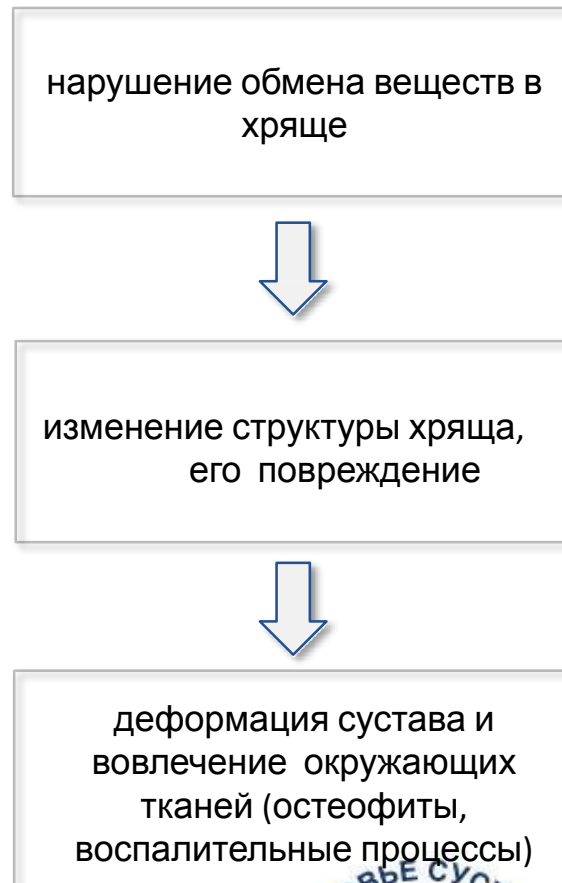 нарушение обмена веществ в
хряще
изменение структуры хряща,
его повреждение
деформация сустава и
вовлечение окружающих
тканей (остеофиты,
воспалительные процессы)